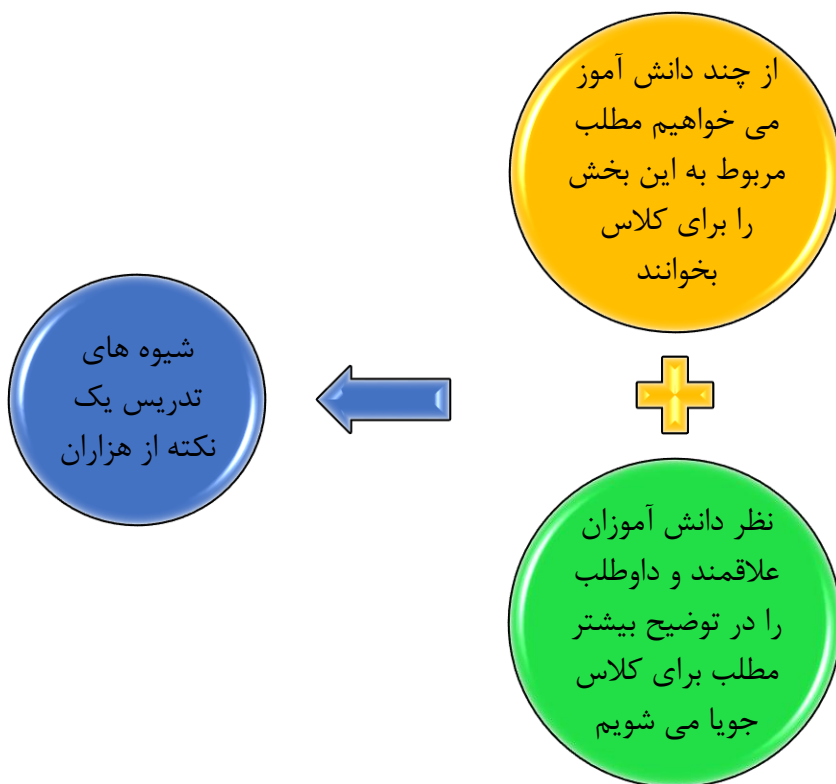 از چند دانش آموز
می خواهیم مطلب
مربوط به این بخش
را برای کلاس
بخوانند
نظر دانش آموزان
علاقمند و داوطلب
را در توضیح بیشتر
مطلب برای کلاس
جویا می شویم
شیوه های
تدریس یک
نکته از هزاران